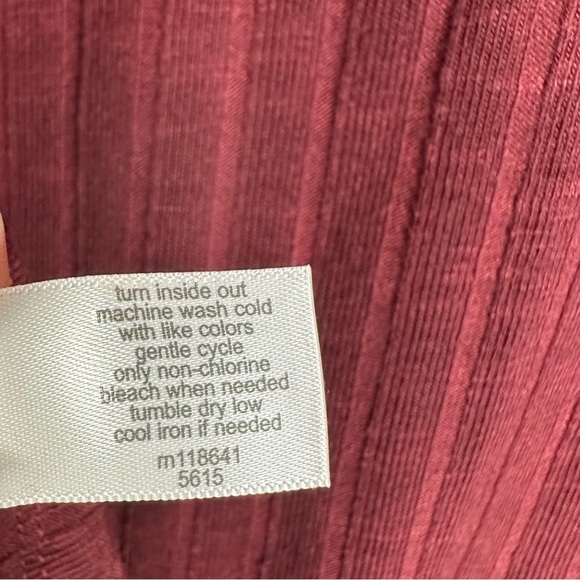 turn inside out
machine wash cold
with like colors
gentle cycle
only non-chlorine
bleach when needed
tumble dry low
cool iron if needed
m118641
5615